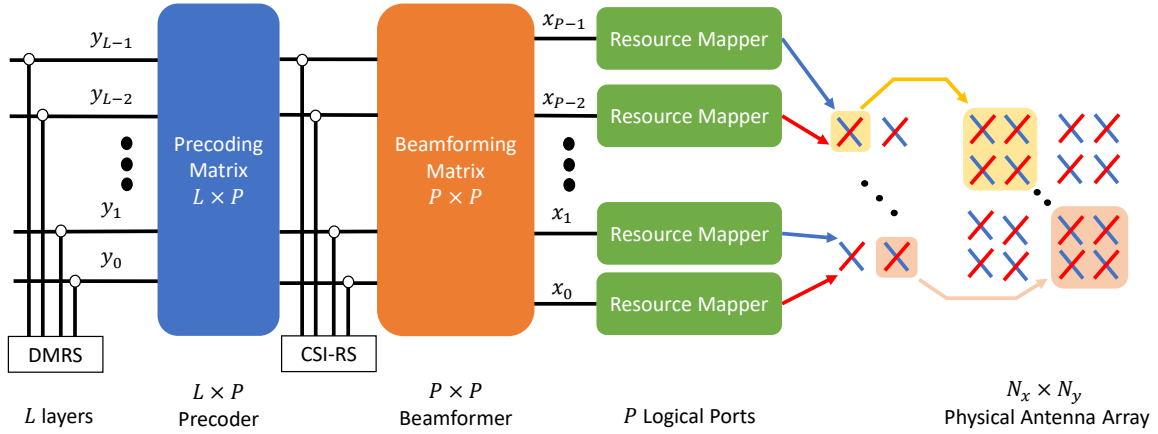 y_{L-1}
y_{L-2}
y_1
y_0
DMRS
Precoding
Matrix
L × P
CSI-RS
Beamforming
Matrix
P × P
x_{P-1}
x_{P-2}
x_1
x_0
Resource Mapper
Resource Mapper
Resource Mapper
Resource Mapper
L layers
L × P
Precoder
P × P
Beamformer
P Logical Ports
N_x × N_y
Physical Antenna Array